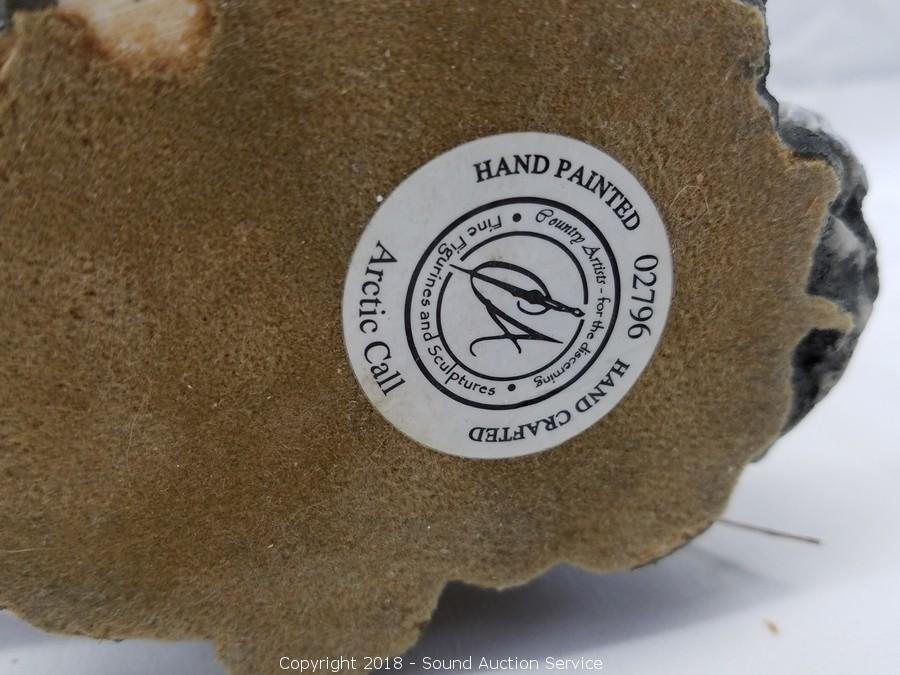 HAND PAINTED
02796
HAND CRAFTED
Arctic Call
Country Artists - for the discerning
Fine Figurines and Sculptures
CA
Copyright 2018 - Sound Auction Service